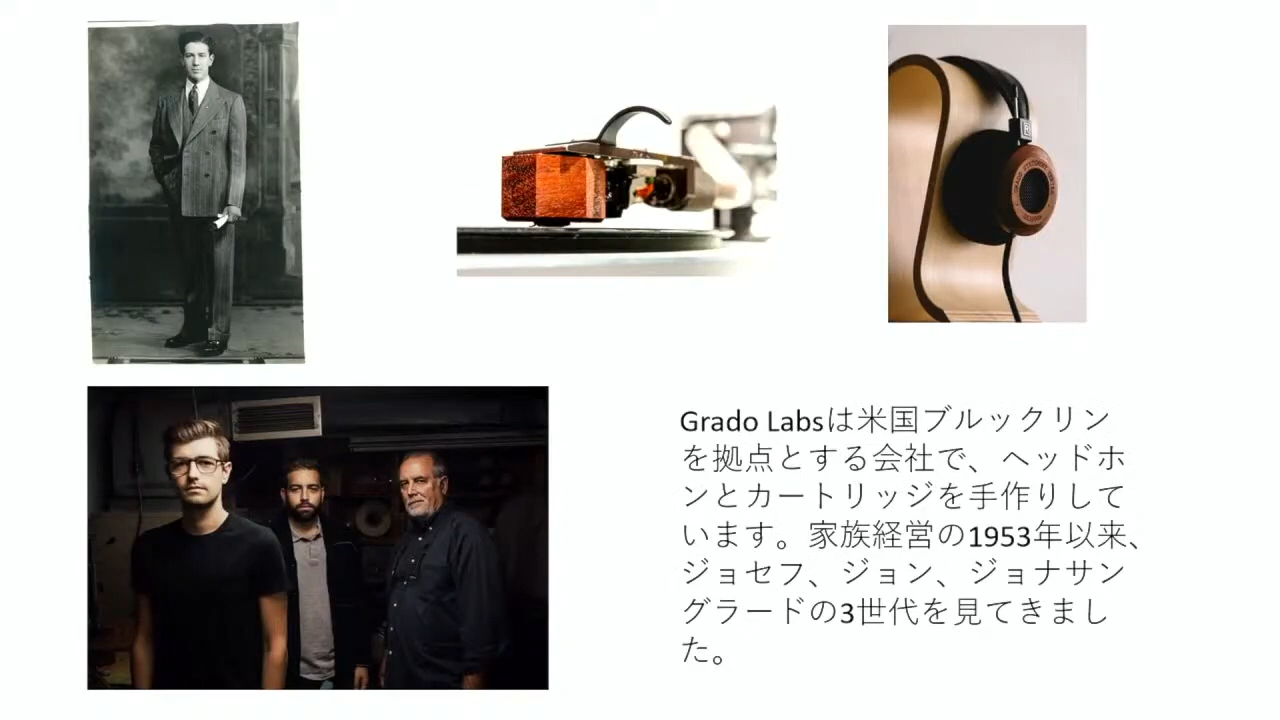 Grado Labsは米国ブルックリン
を拠点とする会社で、ヘッドホ
ンとカートリッジを手作りして
います。家族経営の1953年以来、
ジョセフ、ジョン、ジョナサン
グラードの3世代を見てきまし
た。